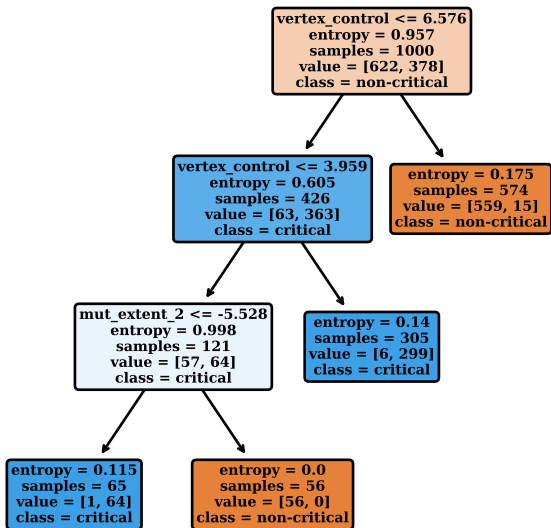 vertex_control <= 6.576
entropy = 0.957
samples = 1000
value = [622, 378]
class = non-critical
vertex_control <= 3.959
entropy = 0.605
samples = 426
value = [63, 363]
class = critical
entropy = 0.175
samples = 574
value = [559, 15]
class = non-critical
mut_extent_2 <= -5.528
entropy = 0.998
samples = 121
value = [57, 64]
class = critical
entropy = 0.14
samples = 305
value = [6, 299]
class = critical
entropy = 0.115
samples = 65
value = [1, 64]
class = critical
entropy = 0.0
samples = 56
value = [56, 0]
class = non-critical